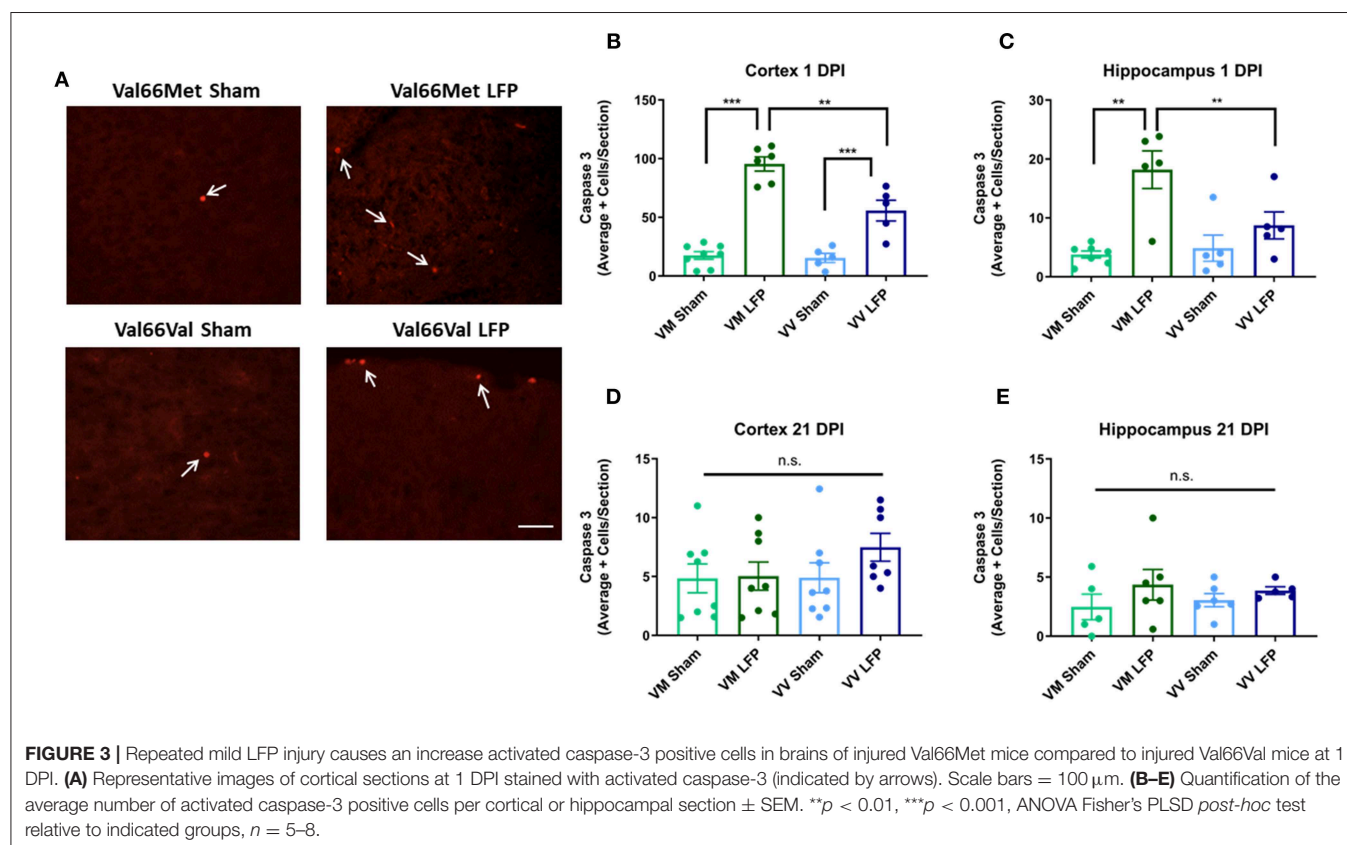 A
Val66Met Sham
Val66Met LFP
Val66Val Sham
Val66Val LFP
B
Cortex 1 DPI
Caspase 3
(Average + Cells/Section)
150
100
50
0
***
**
***
VM Sham
VM LFP
VV Sham
VV LFP
C
Hippocampus 1 DPI
Caspase 3
(Average + Cells/Section)
30
20
10
0
**
**
VM Sham
VM LFP
VV Sham
VV LFP
D
Cortex 21 DPI
Caspase 3
(Average + Cells/Section)
15
10
5
0
n.s.
VM Sham
VM LFP
VV Sham
VV LFP
E
Hippocampus 21 DPI
Caspase 3
(Average + Cells/Section)
15
10
5
0
n.s.
VM Sham
VM LFP
VV Sham
VV LFP
FIGURE 3 | Repeated mild LFP injury causes an increase activated caspase-3 positive cells in brains of injured Val66Met mice compared to injured Val66Val mice at 1
DPI. (A) Representative images of cortical sections at 1 DPI stained with activated caspase-3 (indicated by arrows). Scale bars = 100 μm. (B–E) Quantification of the
average number of activated caspase-3 positive cells per cortical or hippocampal section ± SEM. **p < 0.01, ***p < 0.001, ANOVA Fisher's PLSD post-hoc test
relative to indicated groups, n = 5–8.